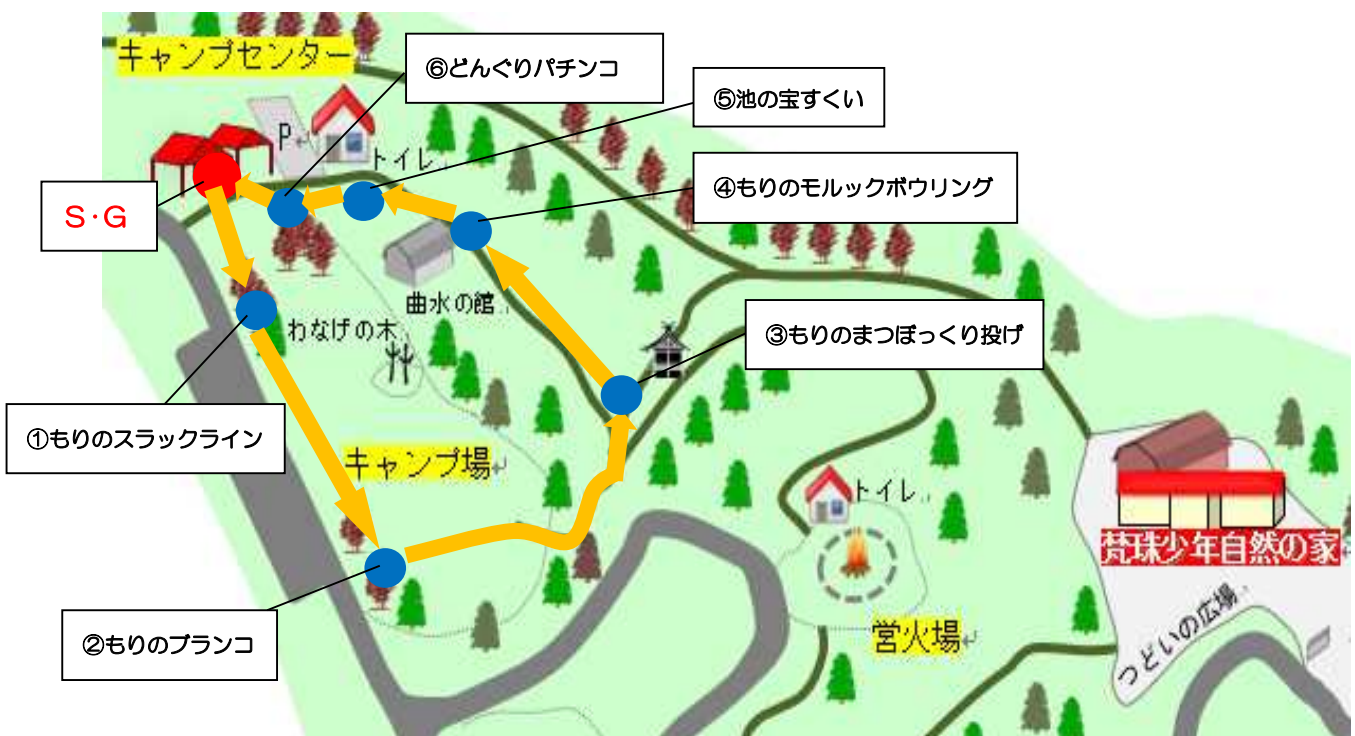 キャンプセンター
⑥どんぐりパチンコ
⑤池の宝すくい
P
トイレ
④もりのモルックボウリング
S・G
曲水の館
わなげの木
③もりのまつぼっくり投げ
①もりのスラックライン
キャンプ場
トイレ
梵珠少年自然の家
②もりのブランコ
営火場
つどいの広場